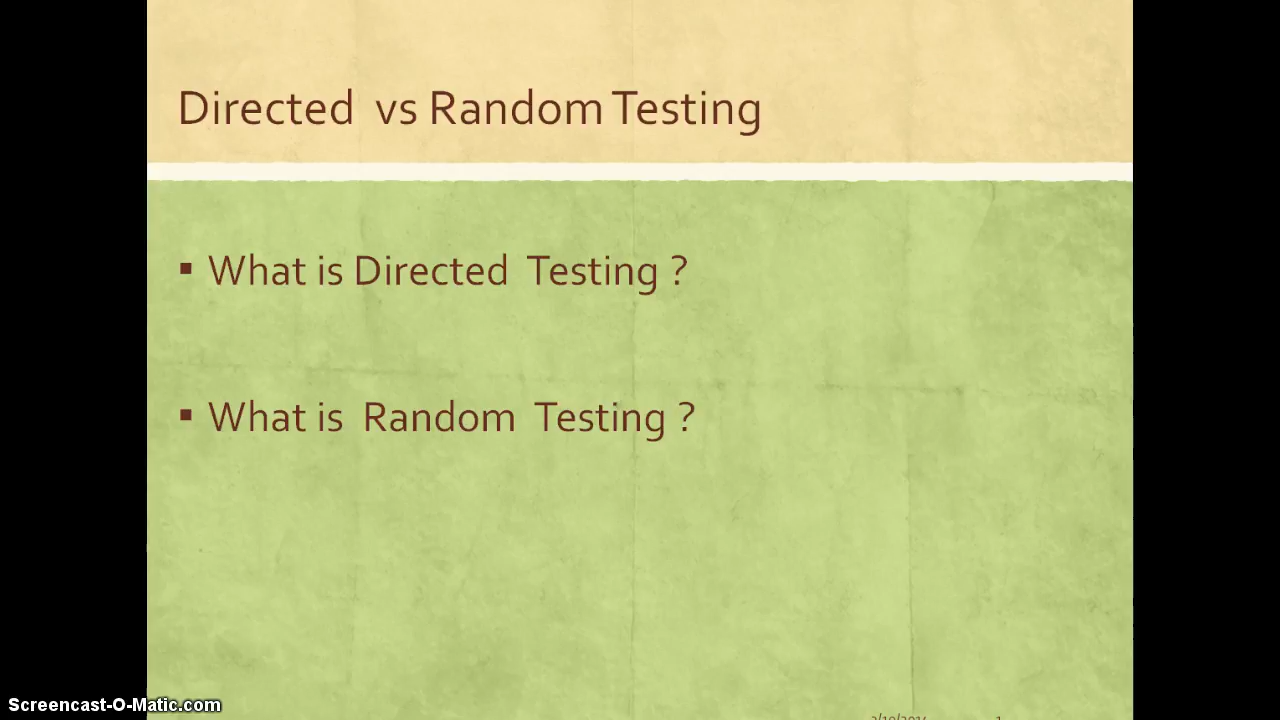 Directed vs Random Testing
▪ What is Directed Testing ?
▪ What is Random Testing ?
Screencast-O-Matic.com